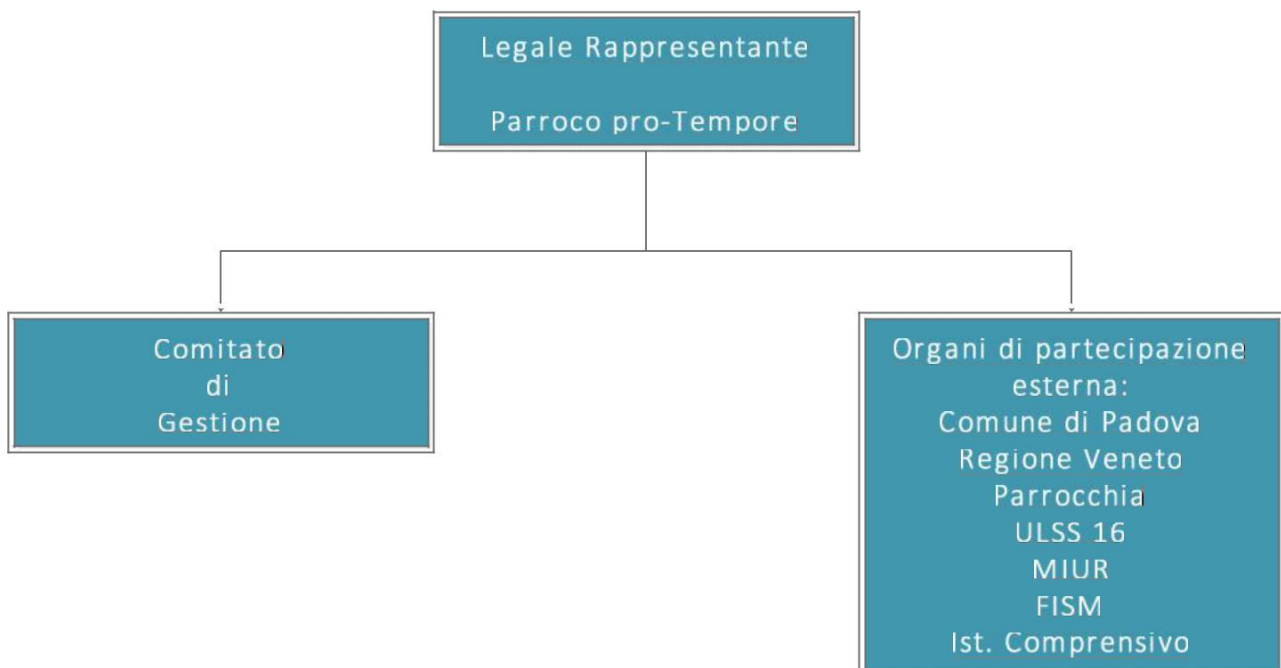 Legale Rappresentante
Parroco pro-Tempore
Comitato
di
Gestione
Organi di partecipazione
esterna:
Comune di Padova
Regione Veneto
Parrocchia
ULSS 16
MIUR
FISM
Ist. Comprensivo